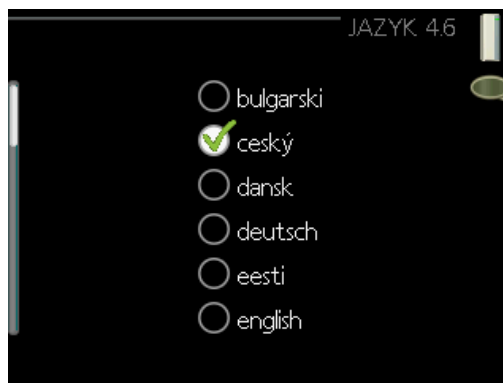 JAZYK 4.6
bulgarski
ceský
dansk
deutsch
eesti
english